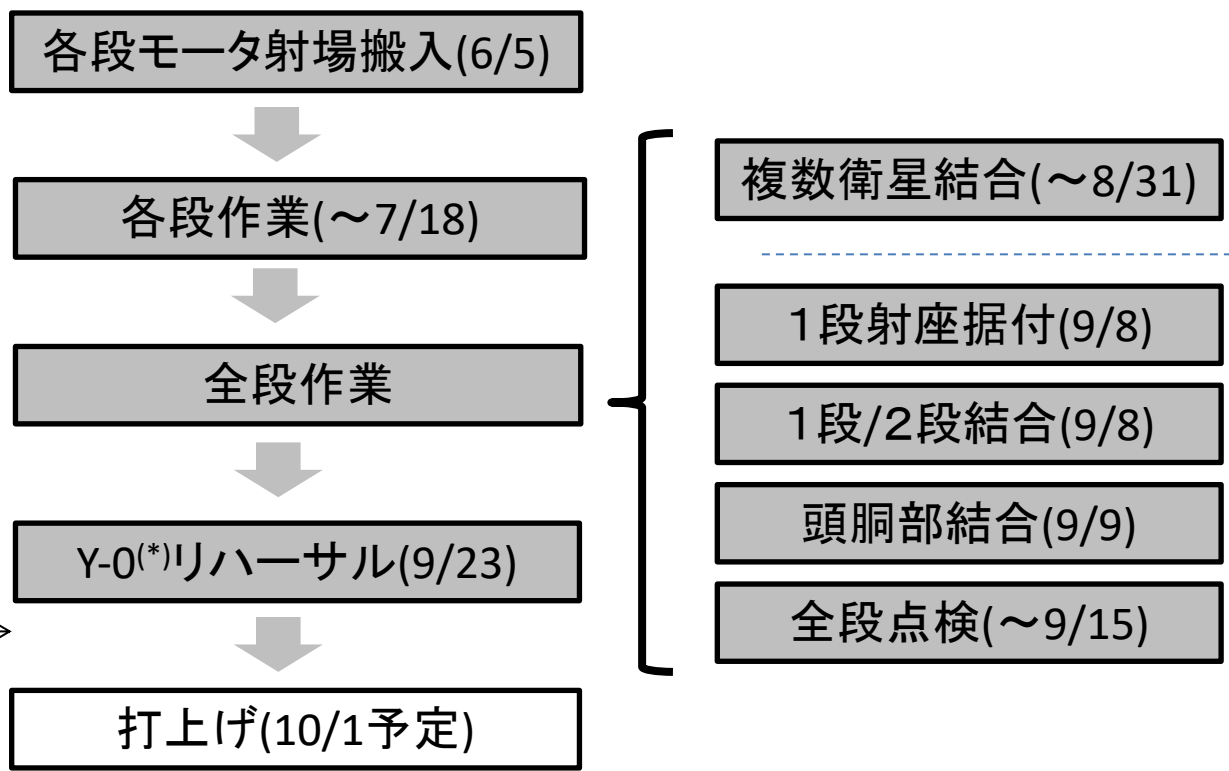 各段モータ射場搬入(6/5)
各段作業(～7/18)
全段作業
Y-0(*)リハーサル(9/23)
打上げ(10/1予定)
複数衛星結合(～8/31)
１段射座据付(9/8)
１段/２段結合(9/8)
頭胴部結合(9/9)
全段点検(～9/15)